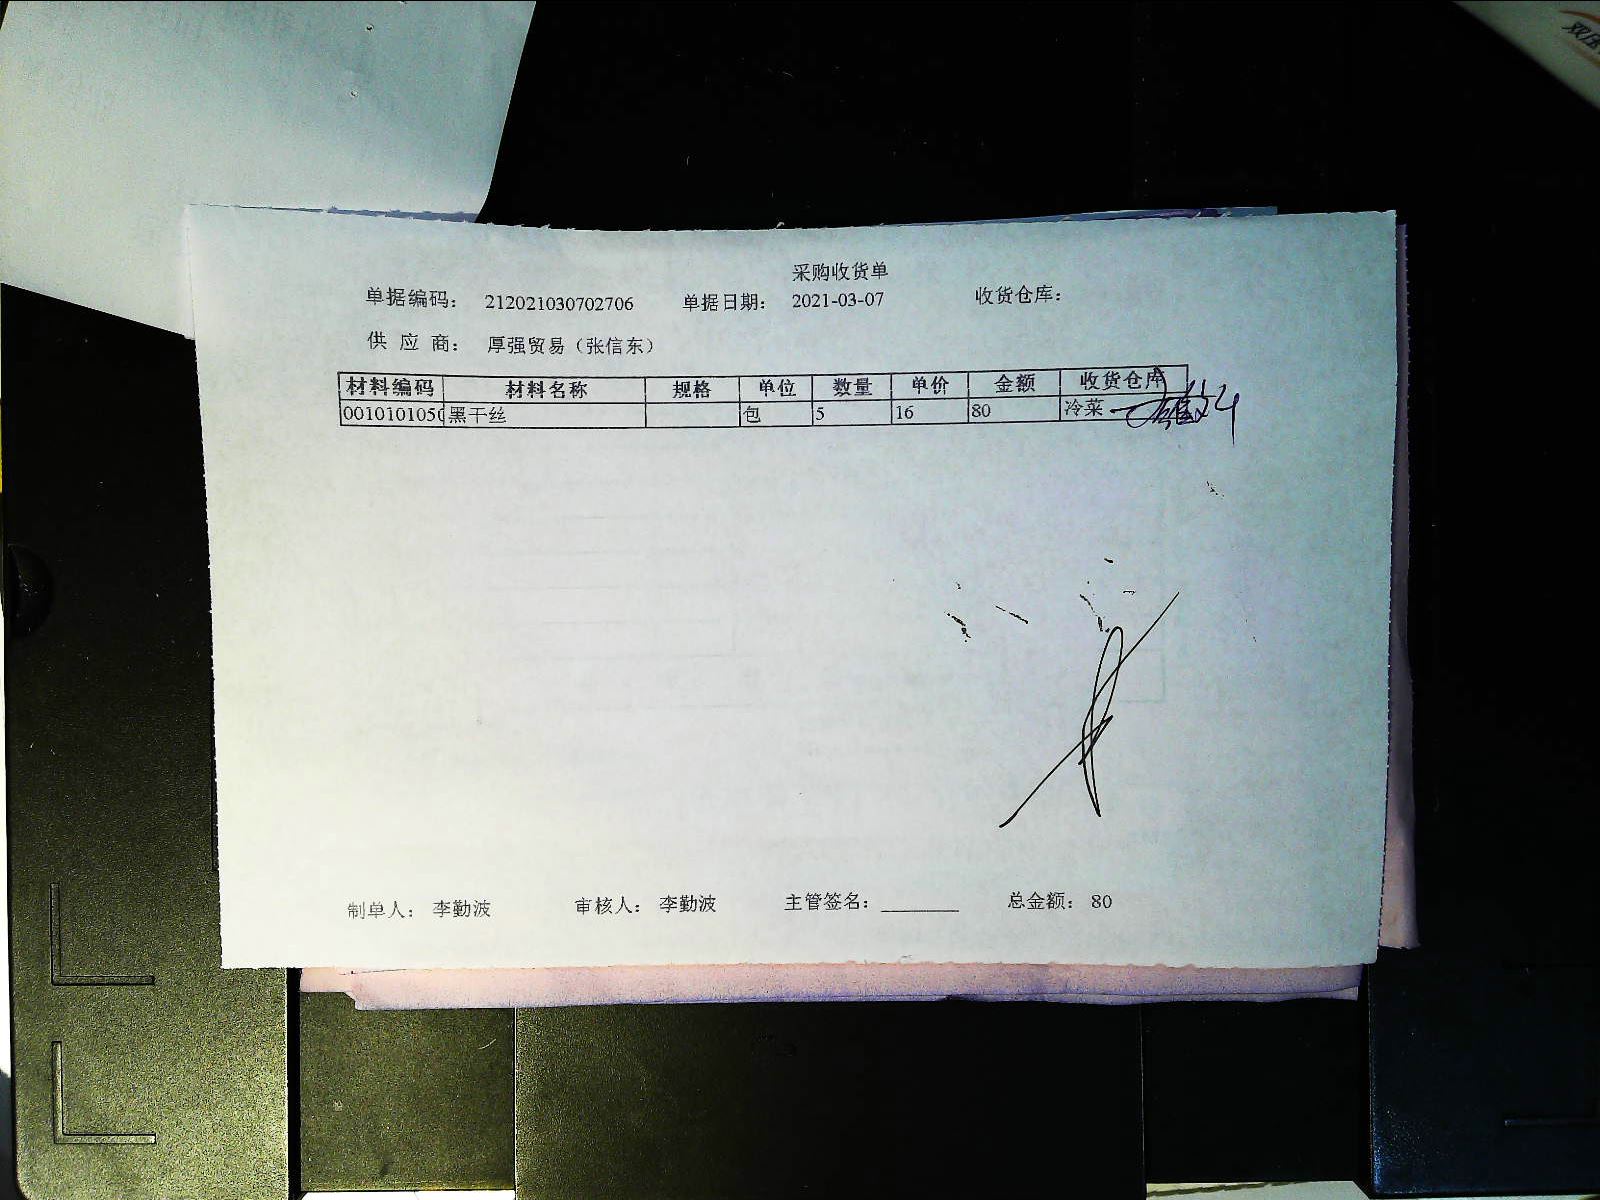 采购收货单
单据编码： 212021030702706 单据日期： 2021-03-07 收货仓库：
供 应 商： 厚强贸易（张信东）
材料编码 材料名称 规格 单位 数量 单价 金额 收货仓库
0010101050 黑干丝 包 5 16 80 冷菜
制单人： 李勤波 审核人： 李勤波 主管签名： 总金额： 80